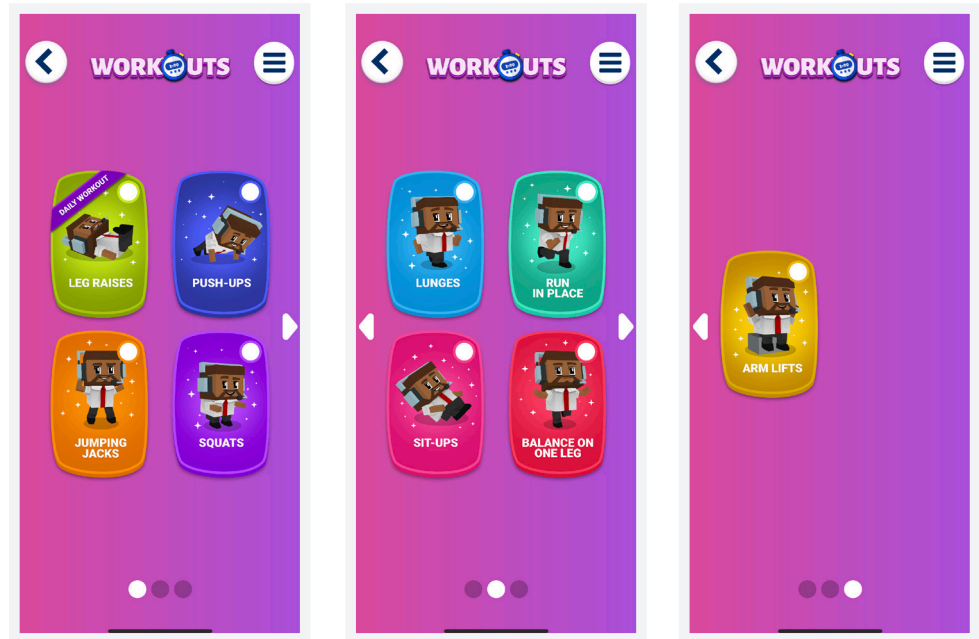 WORKOUTS
DAILY WORKOUT
LEG RAISES
PUSH-UPS
JUMPING
JACKS
SQUATS
WORKOUTS
LUNGES
RUN
IN PLACE
SIT-UPS
BALANCE ON
ONE LEG
WORKOUTS
ARM LIFTS